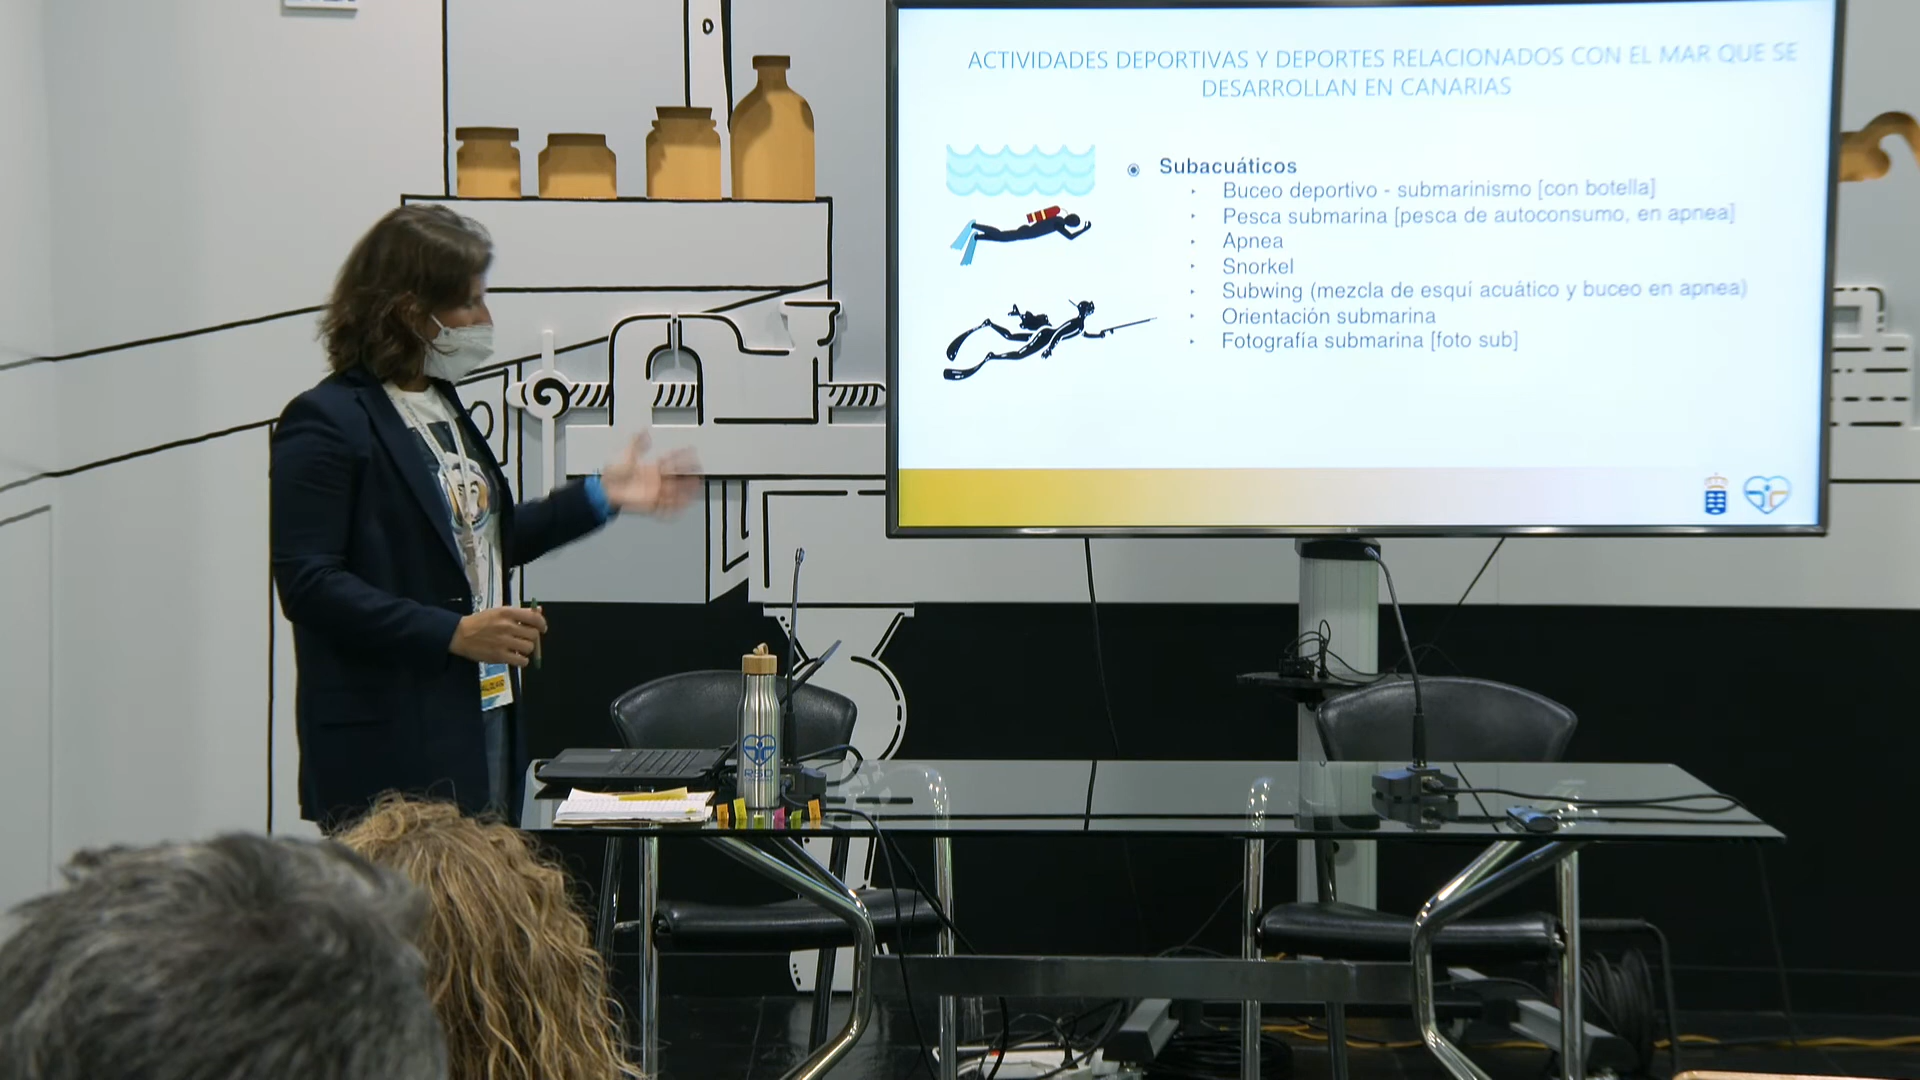 ACTIVIDADES DEPORTIVAS Y DEPORTES RELACIONADOS CON EL MAR QUE SE
DESARROLLAN EN CANARIAS
Subacuáticos
Buceo deportivo - submarinismo [con botella]
Pesca submarina [pesca de autoconsumo, en apnea]
Apnea
Snorkel
Subwing (mezcla de esquí acuático y buceo en apnea)
Orientación submarina
Fotografía submarina [foto sub]
RSD